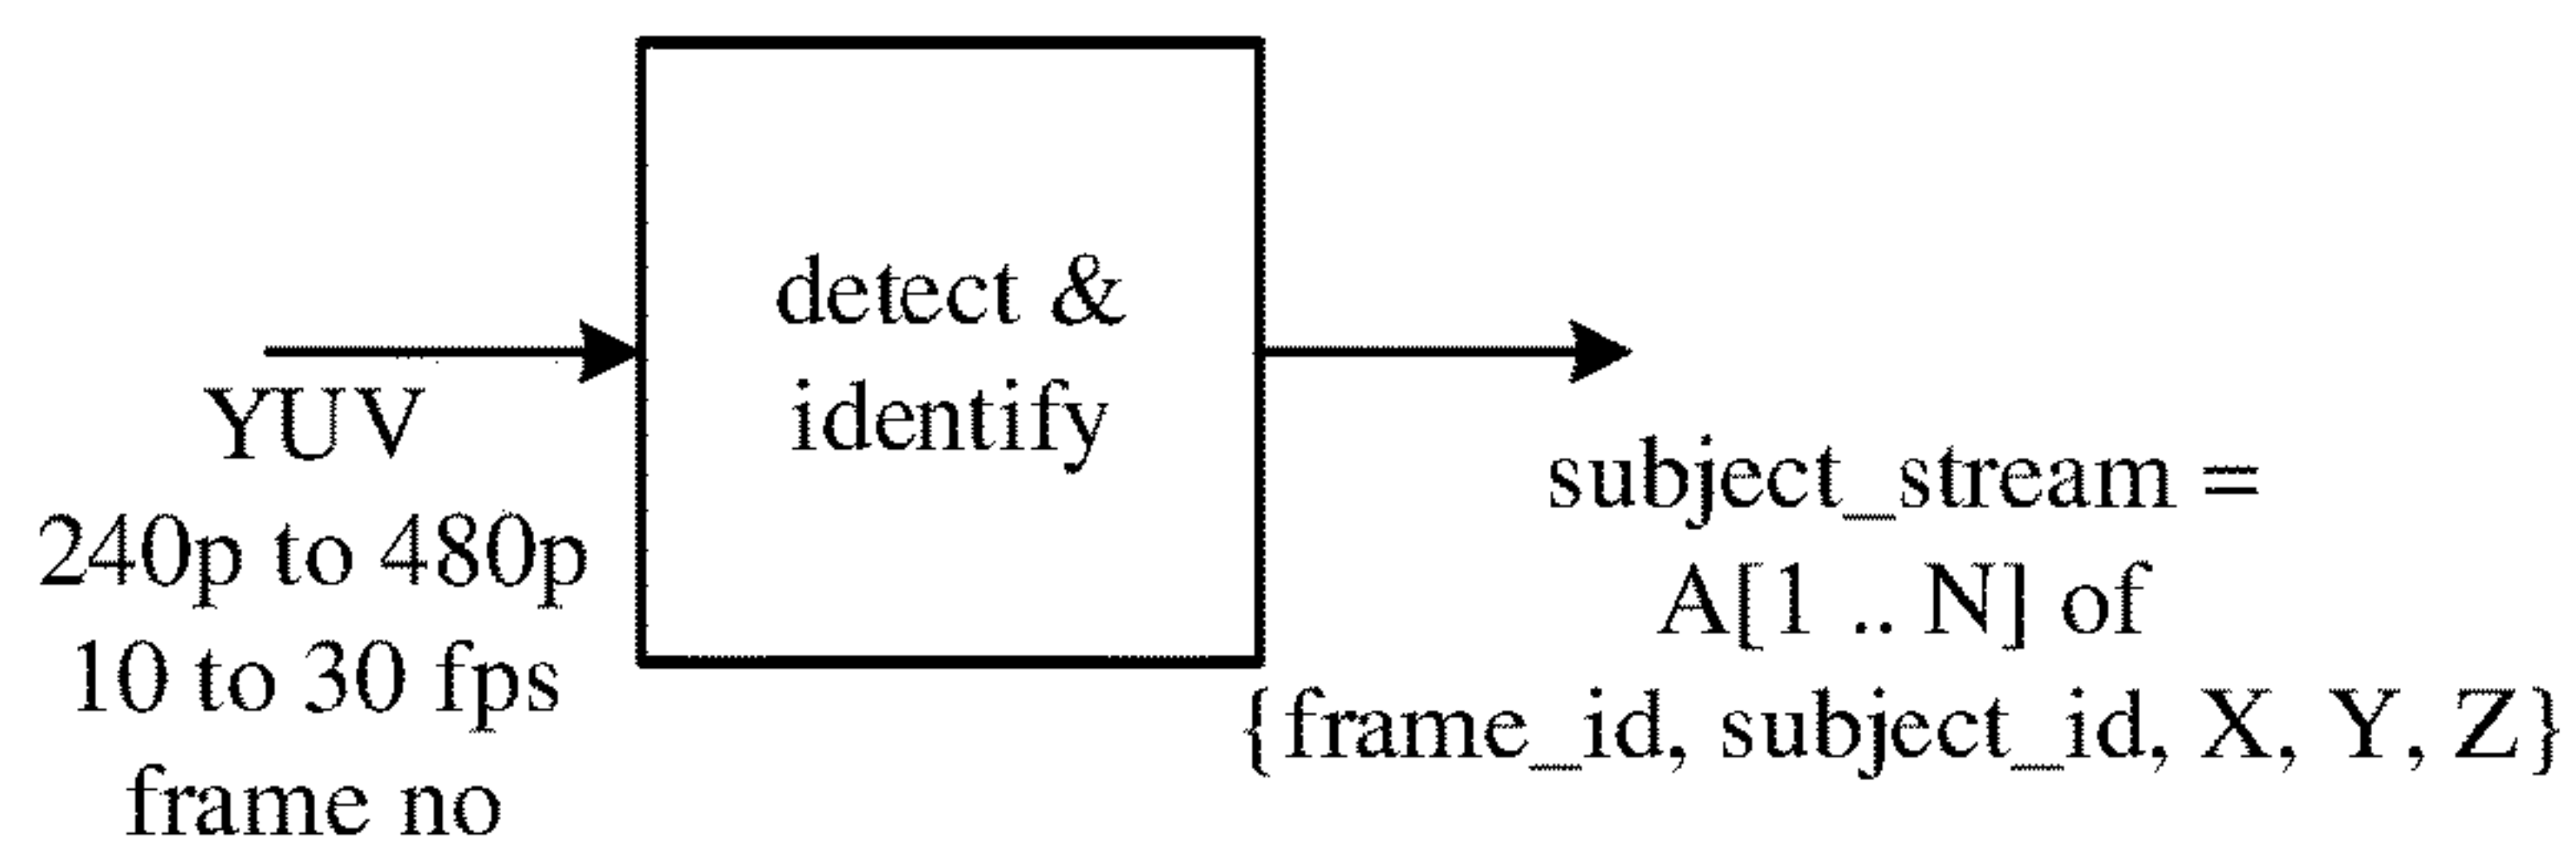 detect &
identify
YUV
240p to 480p
10 to 30 fps
frame no
subject_stream =
A[1 .. N] of
{frame_id, subject_id, X, Y, Z}